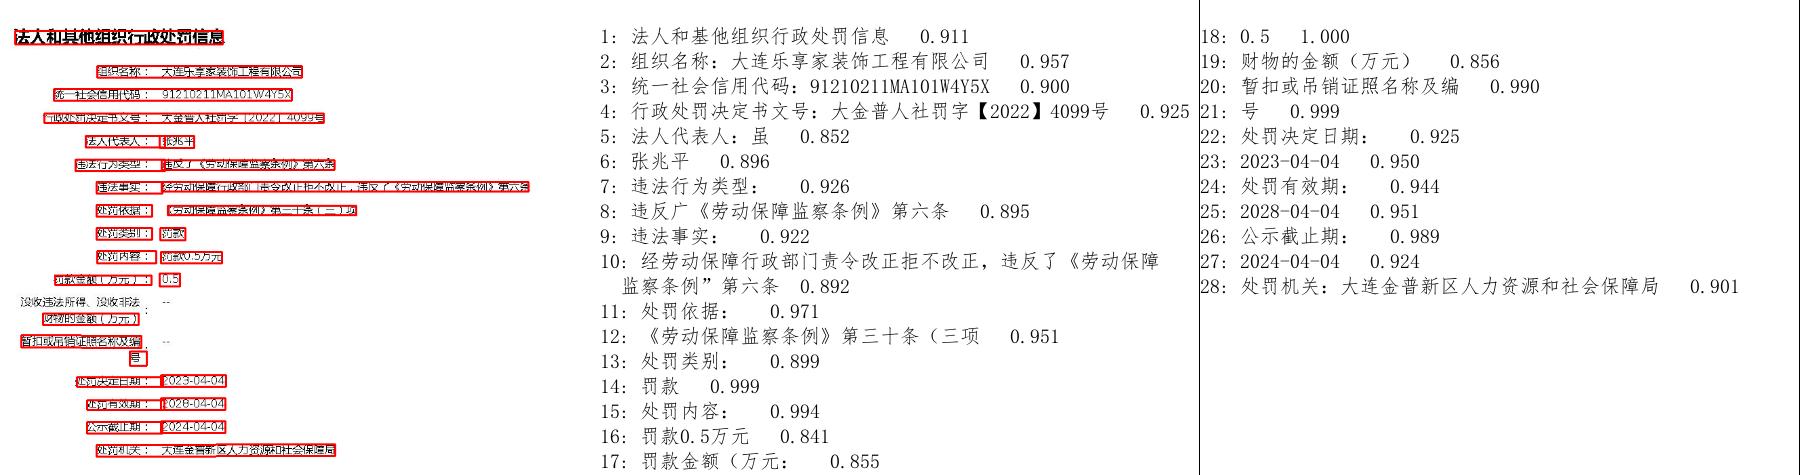 法人和其他组织行政处罚信息
组织名称： 大连乐享家装饰工程有限公司
统一社会信用代码： 91210211MA101W4Y5X
行政处罚决定书文号： 大金普人社罚字【2022】4099号
法人代表人： 张兆平
违法行为类型： 违反了《劳动保障监察条例》第六条
违法事实： 经劳动保障行政部门责令改正拒不改正，违反了《劳动保障监察条例》第六条
处罚依据： 《劳动保障监察条例》第三十条（三）项
处罚类别： 罚款
处罚内容： 罚款0.5万元
罚款金额（万元）： 0.5
没收违法所得、没收非法
财物的金额（万元）： --
暂扣或吊销证照名称及编
号： --
处罚决定日期： 2023-04-04
处罚有效期： 2028-04-04
公示截止期： 2024-04-04
处罚机关： 大连金普新区人力资源和社会保障局
1: 法人和基他组织行政处罚信息 0.911
2: 组织名称：大连乐享家装饰工程有限公司 0.957
3: 统一社会信用代码：91210211MA101W4Y5X 0.900
4: 行政处罚决定书文号：大金普人社罚字【2022】4099号 0.925
5: 法人代表人：虽 0.852
6: 张兆平 0.896
7: 违法行为类型： 0.926
8: 违反广《劳动保障监察条例》第六条 0.895
9: 违法事实： 0.922
10: 经劳动保障行政部门责令改正拒不改正，违反了《劳动保障
监察条例”第六条 0.892
11: 处罚依据： 0.971
12: 《劳动保障监察条例》第三十条（三项 0.951
13: 处罚类别： 0.899
14: 罚款 0.999
15: 处罚内容： 0.994
16: 罚款0.5万元 0.841
17: 罚款金额（万元： 0.855
18: 0.5 1.000
19: 财物的金额（万元） 0.856
20: 暂扣或吊销证照名称及编 0.990
21: 号 0.999
22: 处罚决定日期： 0.925
23: 2023-04-04 0.950
24: 处罚有效期： 0.944
25: 2028-04-04 0.951
26: 公示截止期： 0.989
27: 2024-04-04 0.924
28: 处罚机关：大连金普新区人力资源和社会保障局 0.901